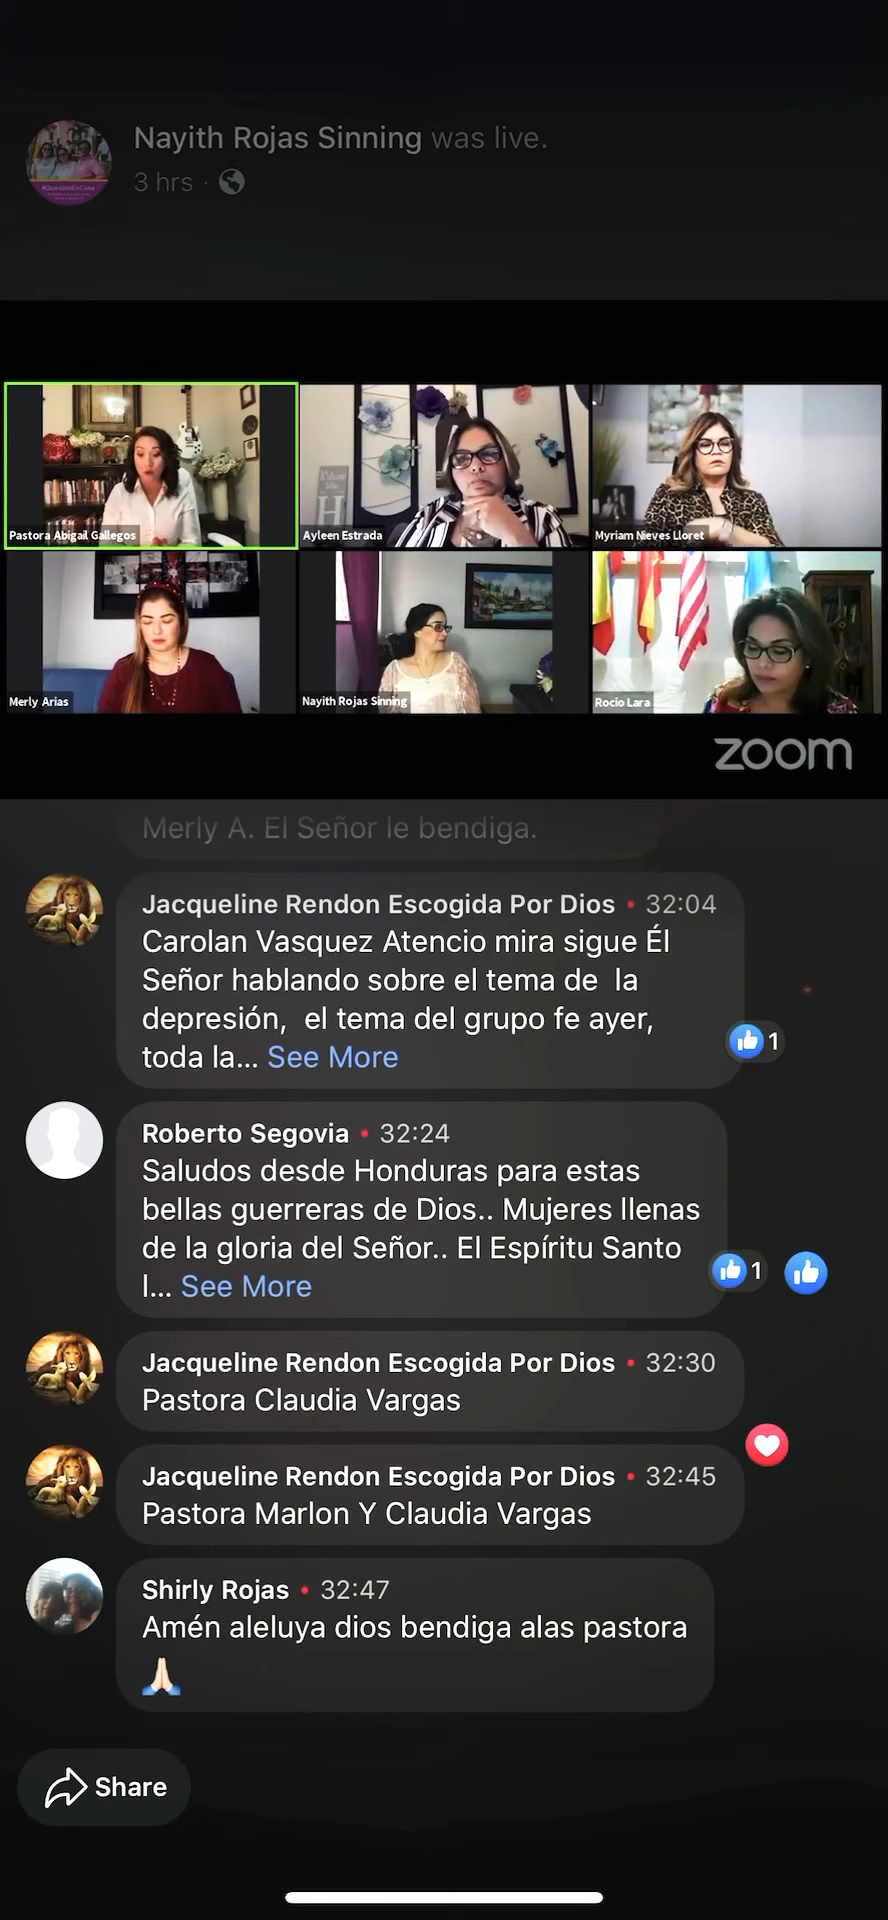 Nayith Rojas Sinning was live.
3 hrs ·
#QuédateEnCasa
Pastora Abigail Gallegos
Ayleen Estrada
Myriam Nieves Lloret
H
Merly Arias
Nayith Rojas Sinning
Rocio Lara
zoom
Merly A. El Señor le bendiga.
Jacqueline Rendon Escogida Por Dios • 32:04
Carolan Vasquez Atencio mira sigue Él
Señor hablando sobre el tema de  la
depresión,  el tema del grupo fe ayer,
toda la... See More
1
Roberto Segovia • 32:24
Saludos desde Honduras para estas
bellas guerreras de Dios.. Mujeres llenas
de la gloria del Señor.. El Espíritu Santo
l... See More
1
Jacqueline Rendon Escogida Por Dios • 32:30
Pastora Claudia Vargas
Jacqueline Rendon Escogida Por Dios • 32:45
Pastora Marlon Y Claudia Vargas
Shirly Rojas • 32:47
Amén aleluya dios bendiga alas pastora
🙏🏻
Share